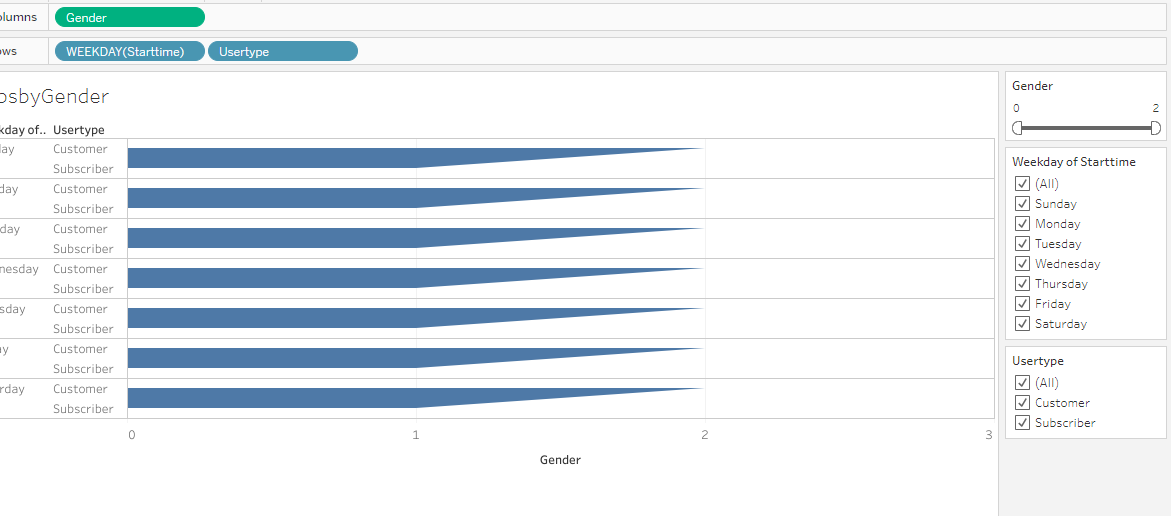 olumns Gender
ows WEEKDAY(Starttime) Usertype
osbyGender
kday of.. Usertype
day Customer
Subscriber
day Customer
Subscriber
day Customer
Subscriber
nesday Customer
Subscriber
sday Customer
Subscriber
y Customer
Subscriber
rday Customer
Subscriber
0 1 2 3
Gender
Gender
0 2
Weekday of Starttime
(All)
Sunday
Monday
Tuesday
Wednesday
Thursday
Friday
Saturday
Usertype
(All)
Customer
Subscriber